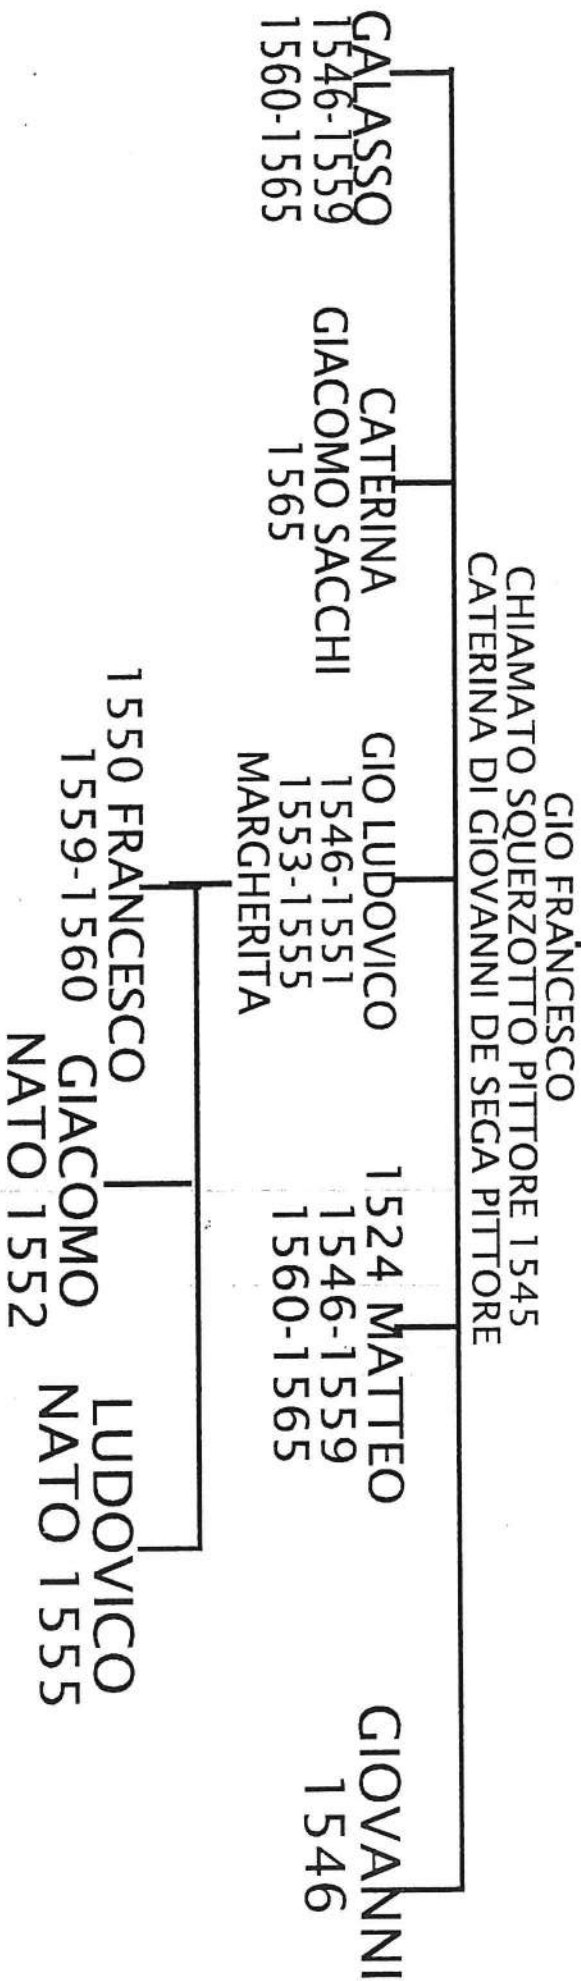 GIO FRANCESCO
CHIAMATO SQUERZOTTO PITTORE 1545
CATERINA DI GIOVANNI DE SEGA PITTORE
GALASSO
1546-1559
1560-1565
CATERINA
GIACOMO SACCHI
1565
GIO LUDOVICO
1546-1551
1553-1555
MARGHERITA
1524 MATTEO
1546-1559
1560-1565
GIOVANNI
1546
1550 FRANCESCO
1559-1560
GIACOMO
NATO 1552
LUDOVICO
NATO 1555